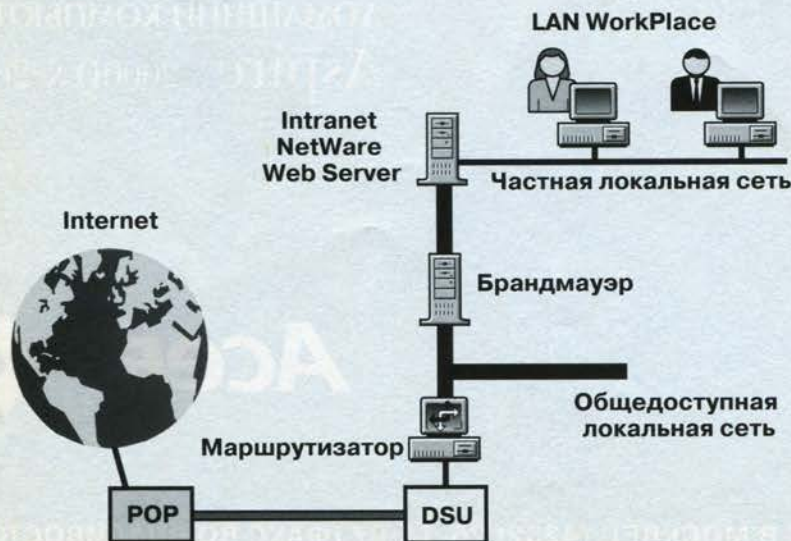 LAN WorkPlace
Intranet
NetWare
Web Server
Частная локальная сеть
Internet
Брандмауэр
Общедоступная
локальная сеть
Маршрутизатор
POP
DSU